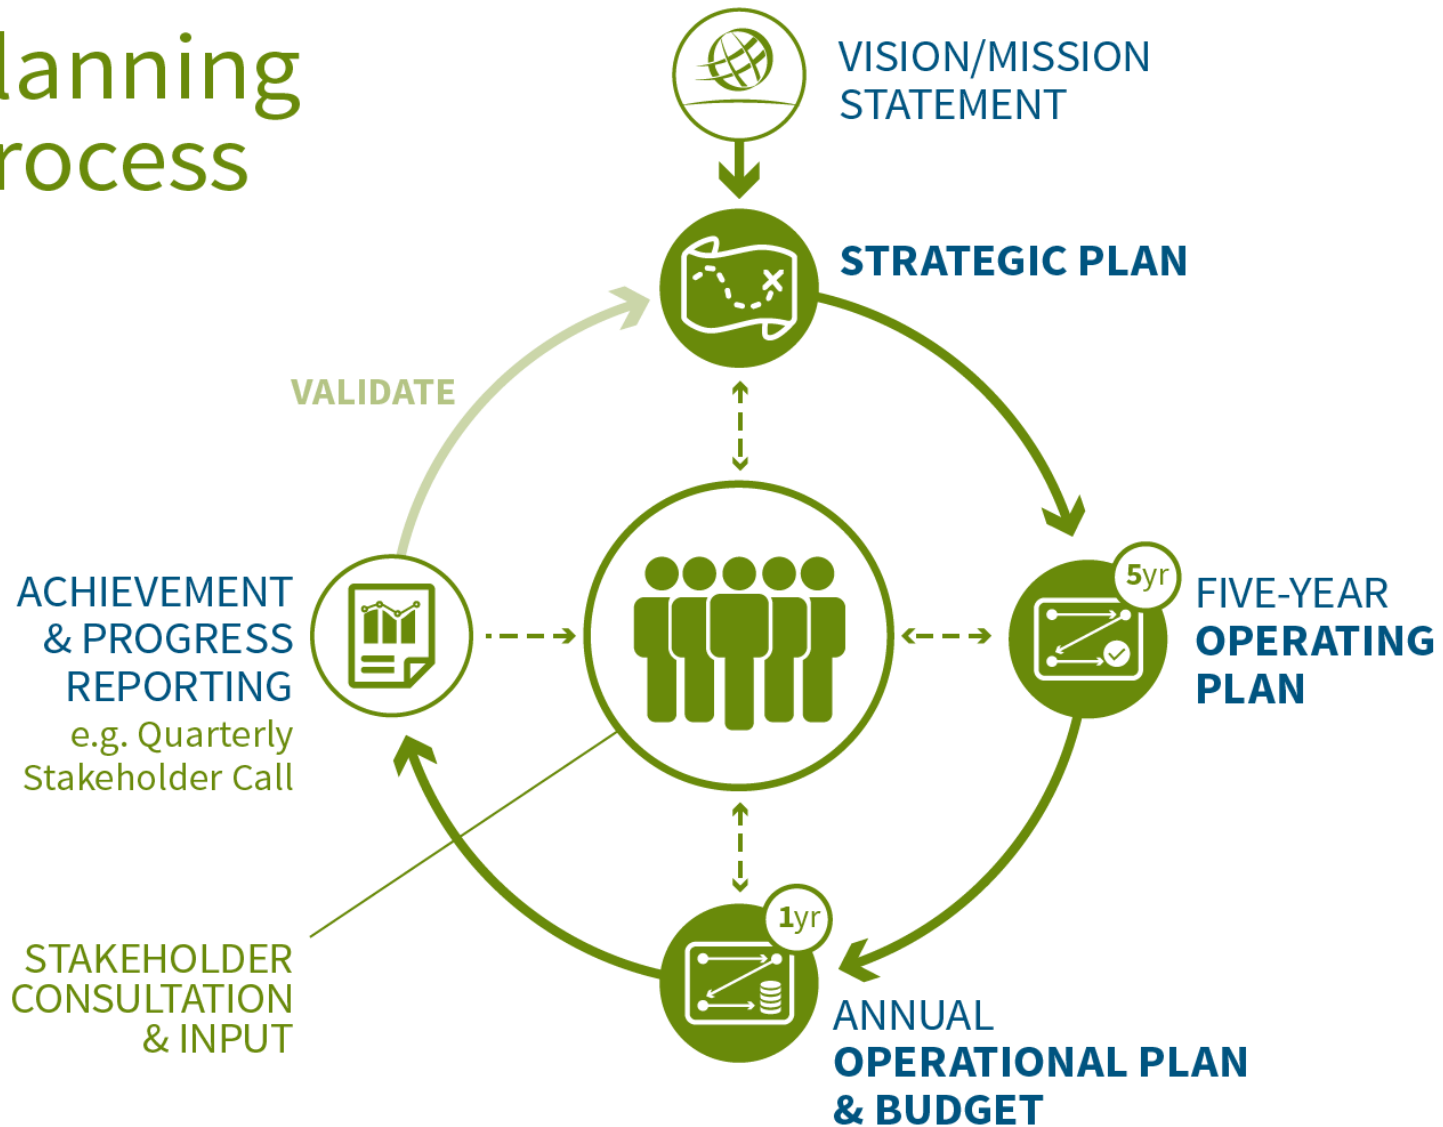 lanning
rocess
VISION/MISSION
STATEMENT
STRATEGIC PLAN
VALIDATE
5yr
FIVE-YEAR
OPERATING
PLAN
ACHIEVEMENT
& PROGRESS
REPORTING
e.g. Quarterly
Stakeholder Call
1yr
STAKEHOLDER
CONSULTATION
& INPUT
ANNUAL
OPERATIONAL PLAN
& BUDGET